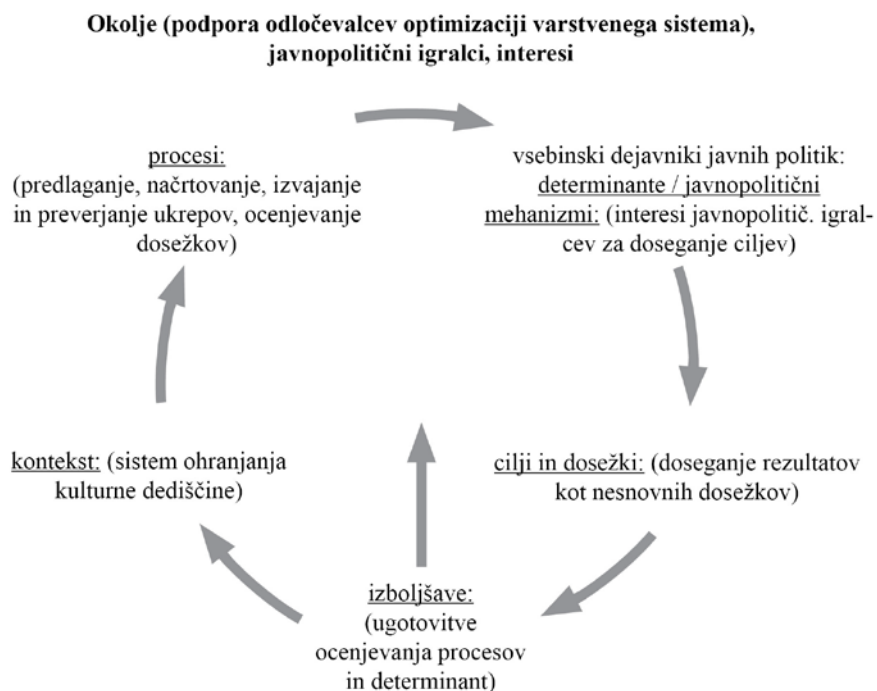 Okolje (podpora odločevalcev optimizaciji varstvenega sistema),
javnopolitični igralci, interesi
procesi:
(predlaganje, načrtovanje, izvajanje
in preverjanje ukrepov, ocenjevanje
dosežkov)
vsebinski dejavniki javnih politik:
determinante / javnopolitični
mehanizmi: (interesi javnopolitič. igral-
cev za doseganje ciljev)
kontekst: (sistem ohranjanja
kulturne dediščine)
cilji in dosežki: (doseganje rezultatov
kot nesnovnih dosežkov)
izboljšave:
(ugotovitve
ocenjevanja procesov
in determinant)